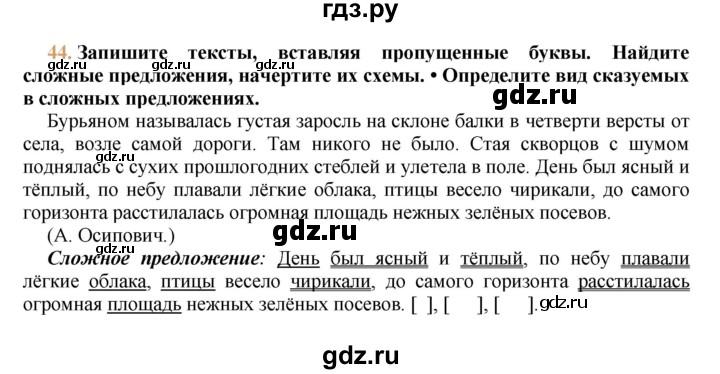 гдз.ру
44. Запишите тексты, вставляя пропущенные буквы. Найдите
сложные предложения, начертите их схемы. • Определите вид сказуемых
в сложных предложениях.
gdz.ru
Бурьяном называлась густая заросль на склоне балки в четверти версты от
села, возле самой дороги. Там никого не было. Стая скворцов с шумом
gdz.ru
поднялась с сухих прошлогодних стеблей и улетела в поле. День был ясный и
тёплый, по небу плавали лёгкие облака, птицы весело чирикали, до самого
горизонта расстилалась огромная площадь нежных зелёных посевов.
(А. Осипович.)
gdz.ru
Сложное предложение: День был ясный и тёплый, по небу плавали
лёгкие облака, птицы весело чирикали, до самого горизонта расстилалась
огромная площадь нежных зелёных посевов. [ ], [ ], [ ].
gdz.ru
gdz.ru